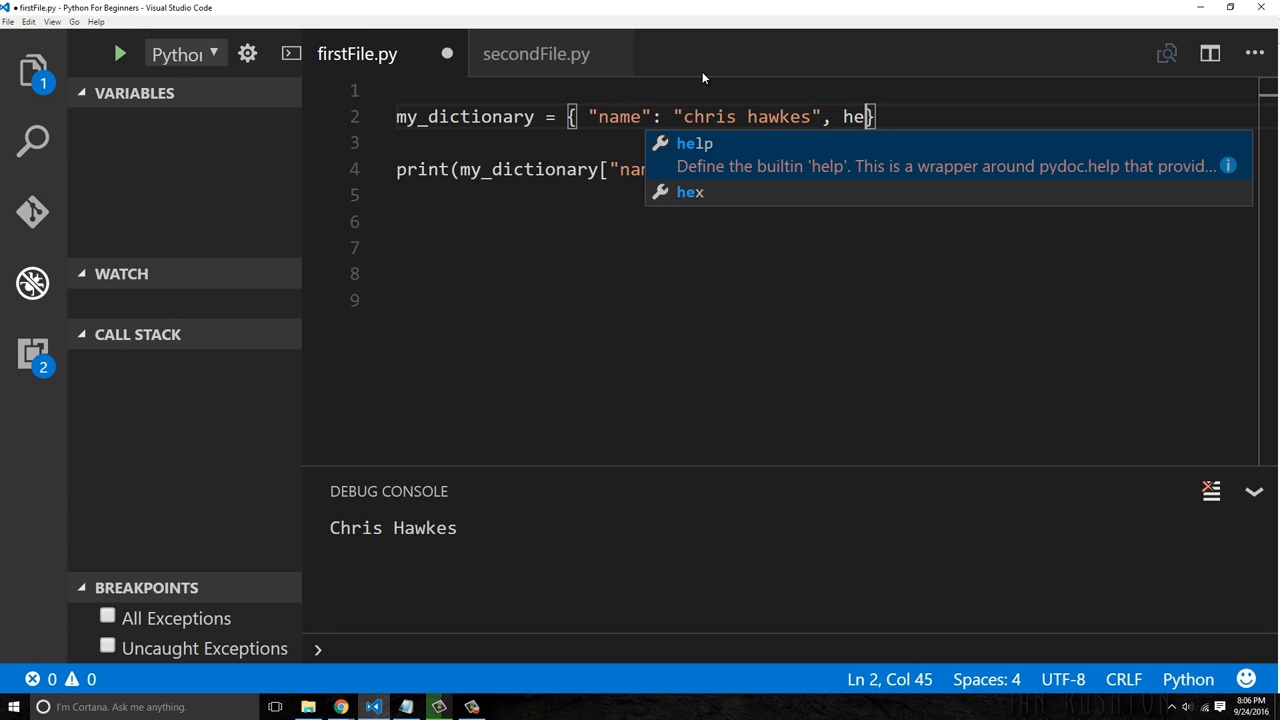 firstFile.py - Python For Beginners - Visual Studio Code
File Edit View Go Help
Python
firstFile.py
secondFile.py
1
VARIABLES
1
2 my_dictionary = { "name": "chris hawkes", he}
3
help
Define the builtin 'help'. This is a wrapper around pydoc.help that provid...
4 print(my_dictionary["nam
hex
5
6
7
8
9
WATCH
CALL STACK
2
DEBUG CONSOLE
Chris Hawkes
BREAKPOINTS
All Exceptions
Uncaught Exceptions
0 0
Ln 2, Col 45 Spaces: 4 UTF-8 CRLF Python
I'm Cortana. Ask me anything.
8:06 PM
9/24/2016